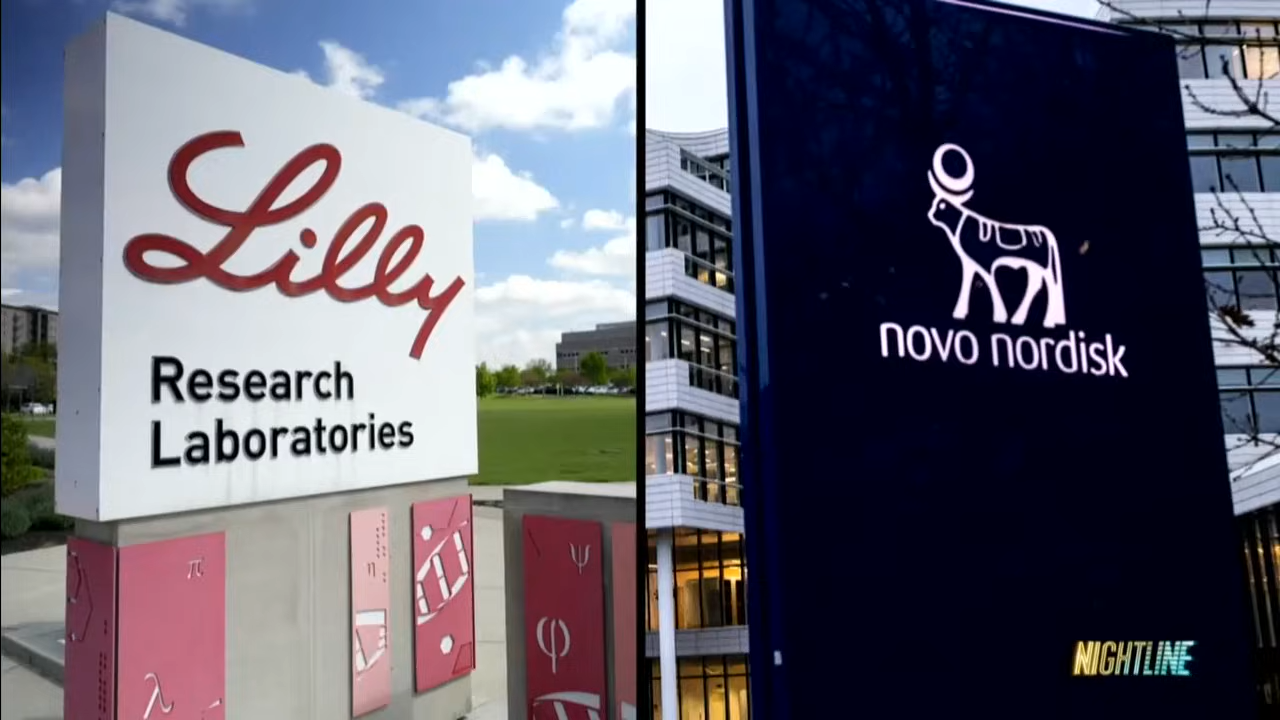 Lilly
Research
Laboratories
π
η
ψ
φ
λ
novo nordisk
NIGHTLINE